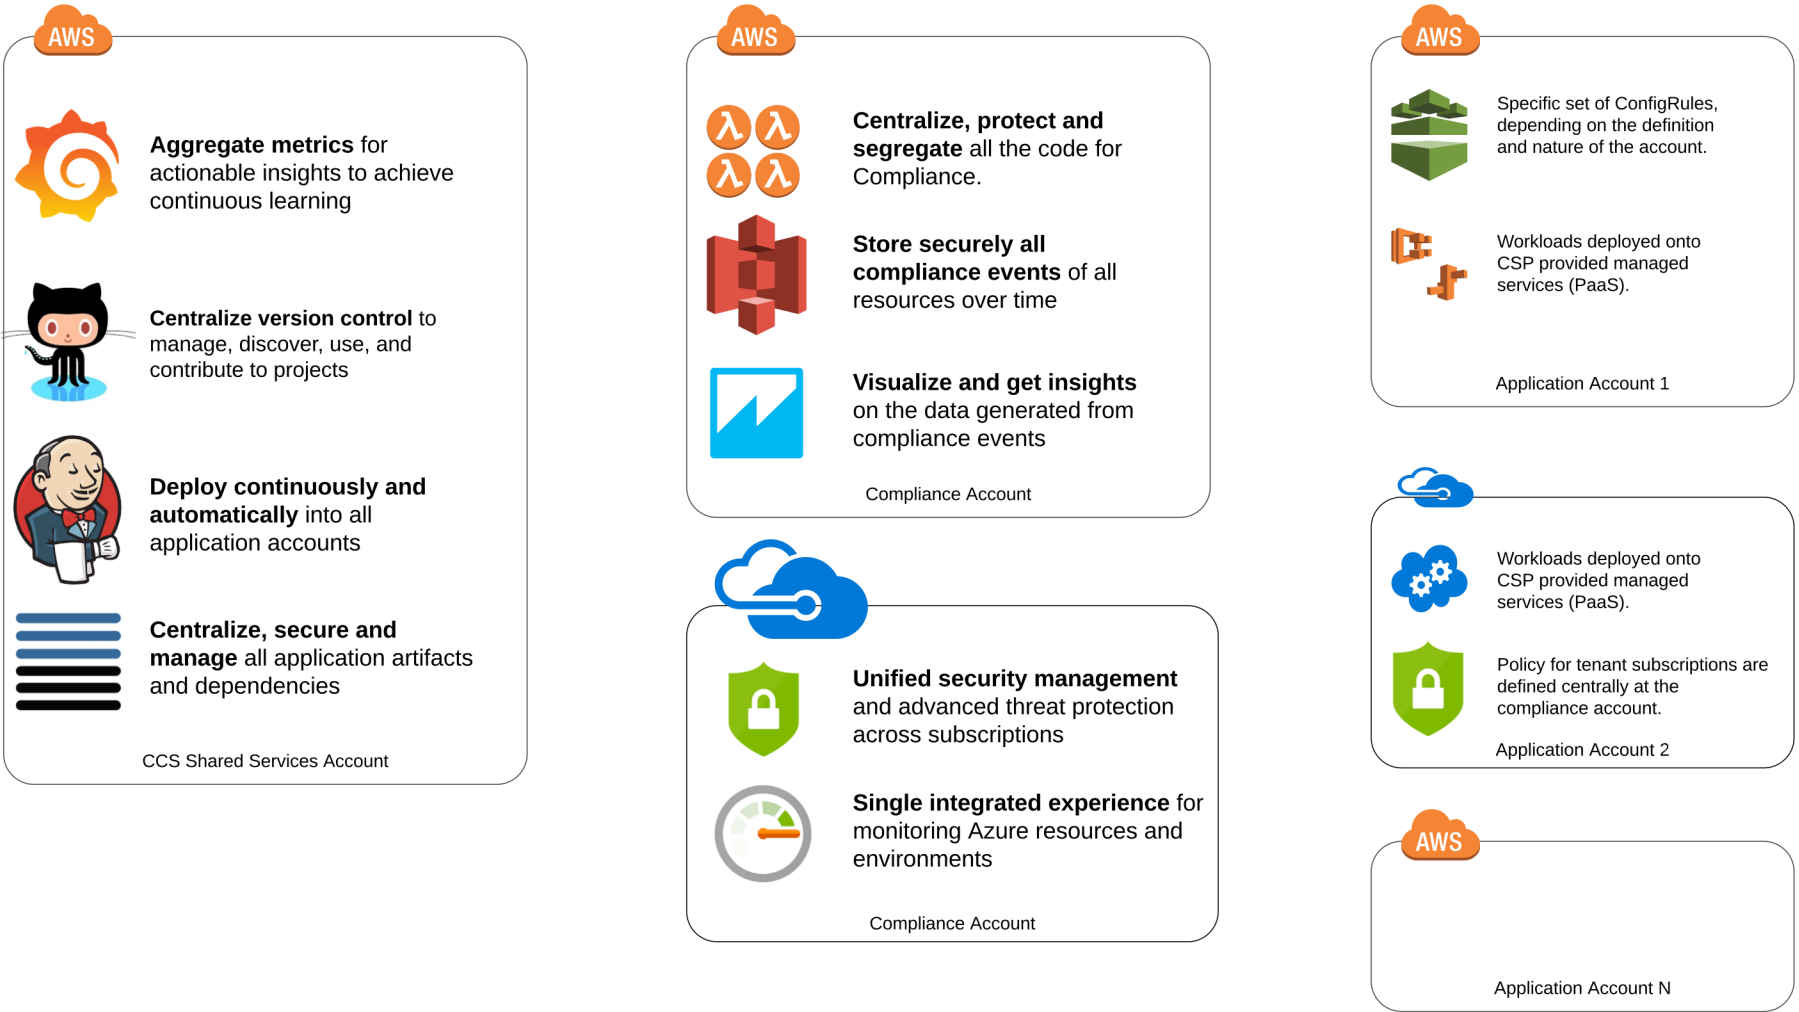 AWS
Aggregate metrics for
actionable insights to achieve
continuous learning
Centralize version control to
manage, discover, use, and
contribute to projects
Deploy continuously and
automatically into all
application accounts
Centralize, secure and
manage all application artifacts
and dependencies
CCS Shared Services Account
AWS
Centralize, protect and
segregate all the code for
Compliance.
Store securely all
compliance events of all
resources over time
Visualize and get insights
on the data generated from
compliance events
Compliance Account
Unified security management
and advanced threat protection
across subscriptions
Single integrated experience for
monitoring Azure resources and
environments
Compliance Account
AWS
Specific set of ConfigRules,
depending on the definition
and nature of the account.
Workloads deployed onto
CSP provided managed
services (PaaS).
Application Account 1
Workloads deployed onto
CSP provided managed
services (PaaS).
Policy for tenant subscriptions are
defined centrally at the
compliance account.
Application Account 2
AWS
Application Account N